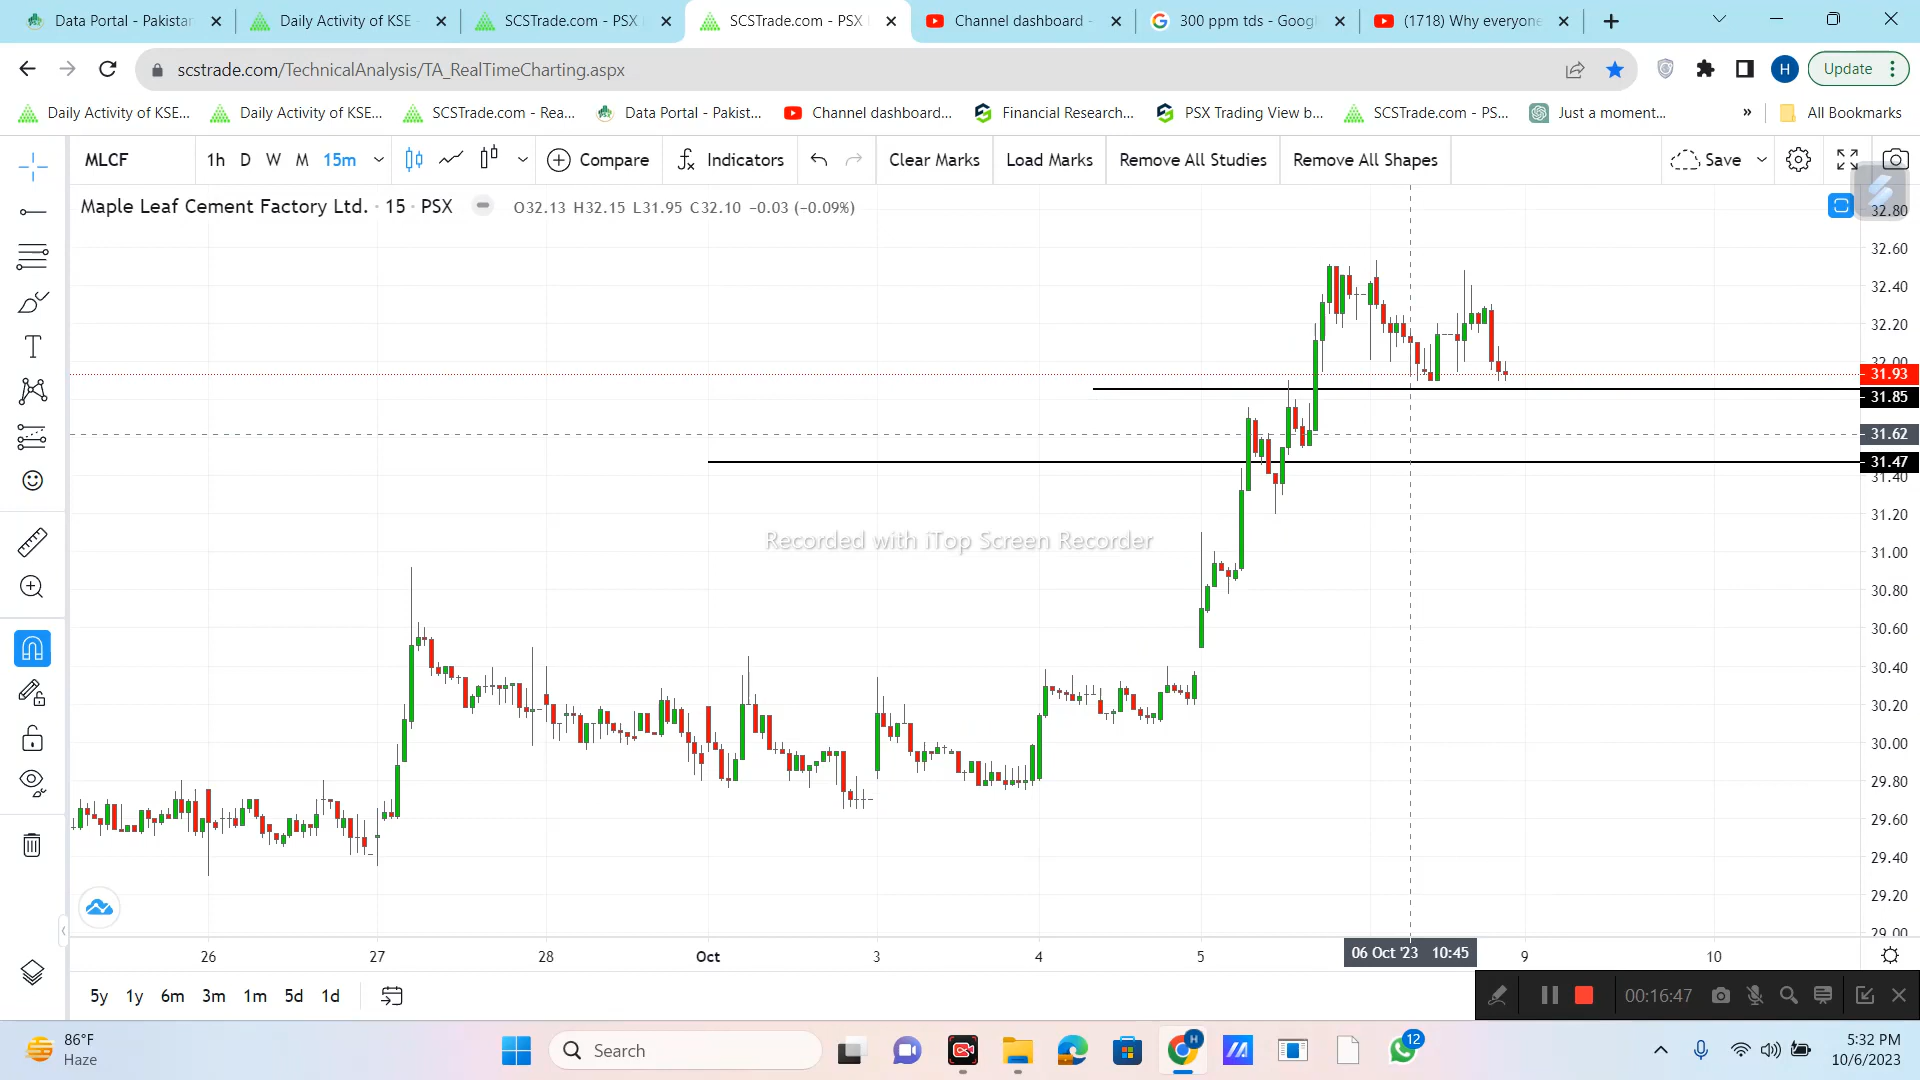 Data Portal - Pakistan
Daily Activity of KSE -
SCSTrade.com - PSX
SCSTrade.com - PSX
Channel dashboard -
300 ppm tds - Googl
(1718) Why everyone
scstrade.com/TechnicalAnalysis/TA_RealTimeCharting.aspx
H
Update
Daily Activity of KSE...
Daily Activity of KSE...
SCSTrade.com - Rea...
Data Portal - Pakist...
Channel dashboard...
Financial Research...
PSX Trading View b...
SCSTrade.com - PS...
Just a moment...
»
All Bookmarks
MLCF
1h D W M 15m
Compare
Indicators
Clear Marks
Load Marks
Remove All Studies
Remove All Shapes
Save
Maple Leaf Cement Factory Ltd. · 15 · PSX
O32.13 H32.15 L31.95 C32.10 -0.03 (-0.09%)
32.80
32.60
32.40
32.20
32.00
31.93
31.85
31.62
31.47
31.40
31.20
31.00
30.80
30.60
30.40
30.20
30.00
29.80
29.60
29.40
29.20
29.00
Recorded with iTop Screen Recorder
26 27 28 Oct 3 4 5 06 Oct '23 10:45 9 10
5y 1y 6m 3m 1m 5d 1d
00:16:47
86°F
Haze
Search
H
12
5:32 PM
10/6/2023